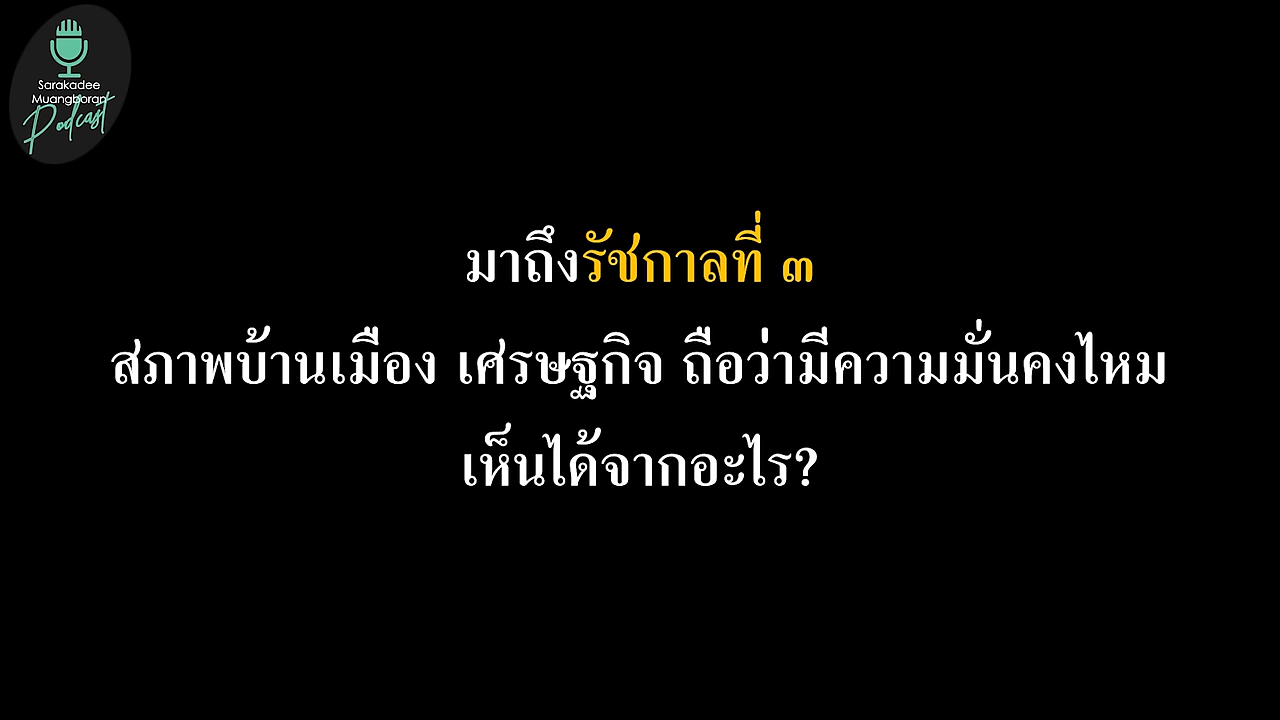 Sarakadee
Muangboran
Podcast
มาถึงรัชกาลที่ ๓
สภาพบ้านเมือง เศรษฐกิจ ถือว่ามีความมั่นคงไหม
เห็นได้จากอะไร?